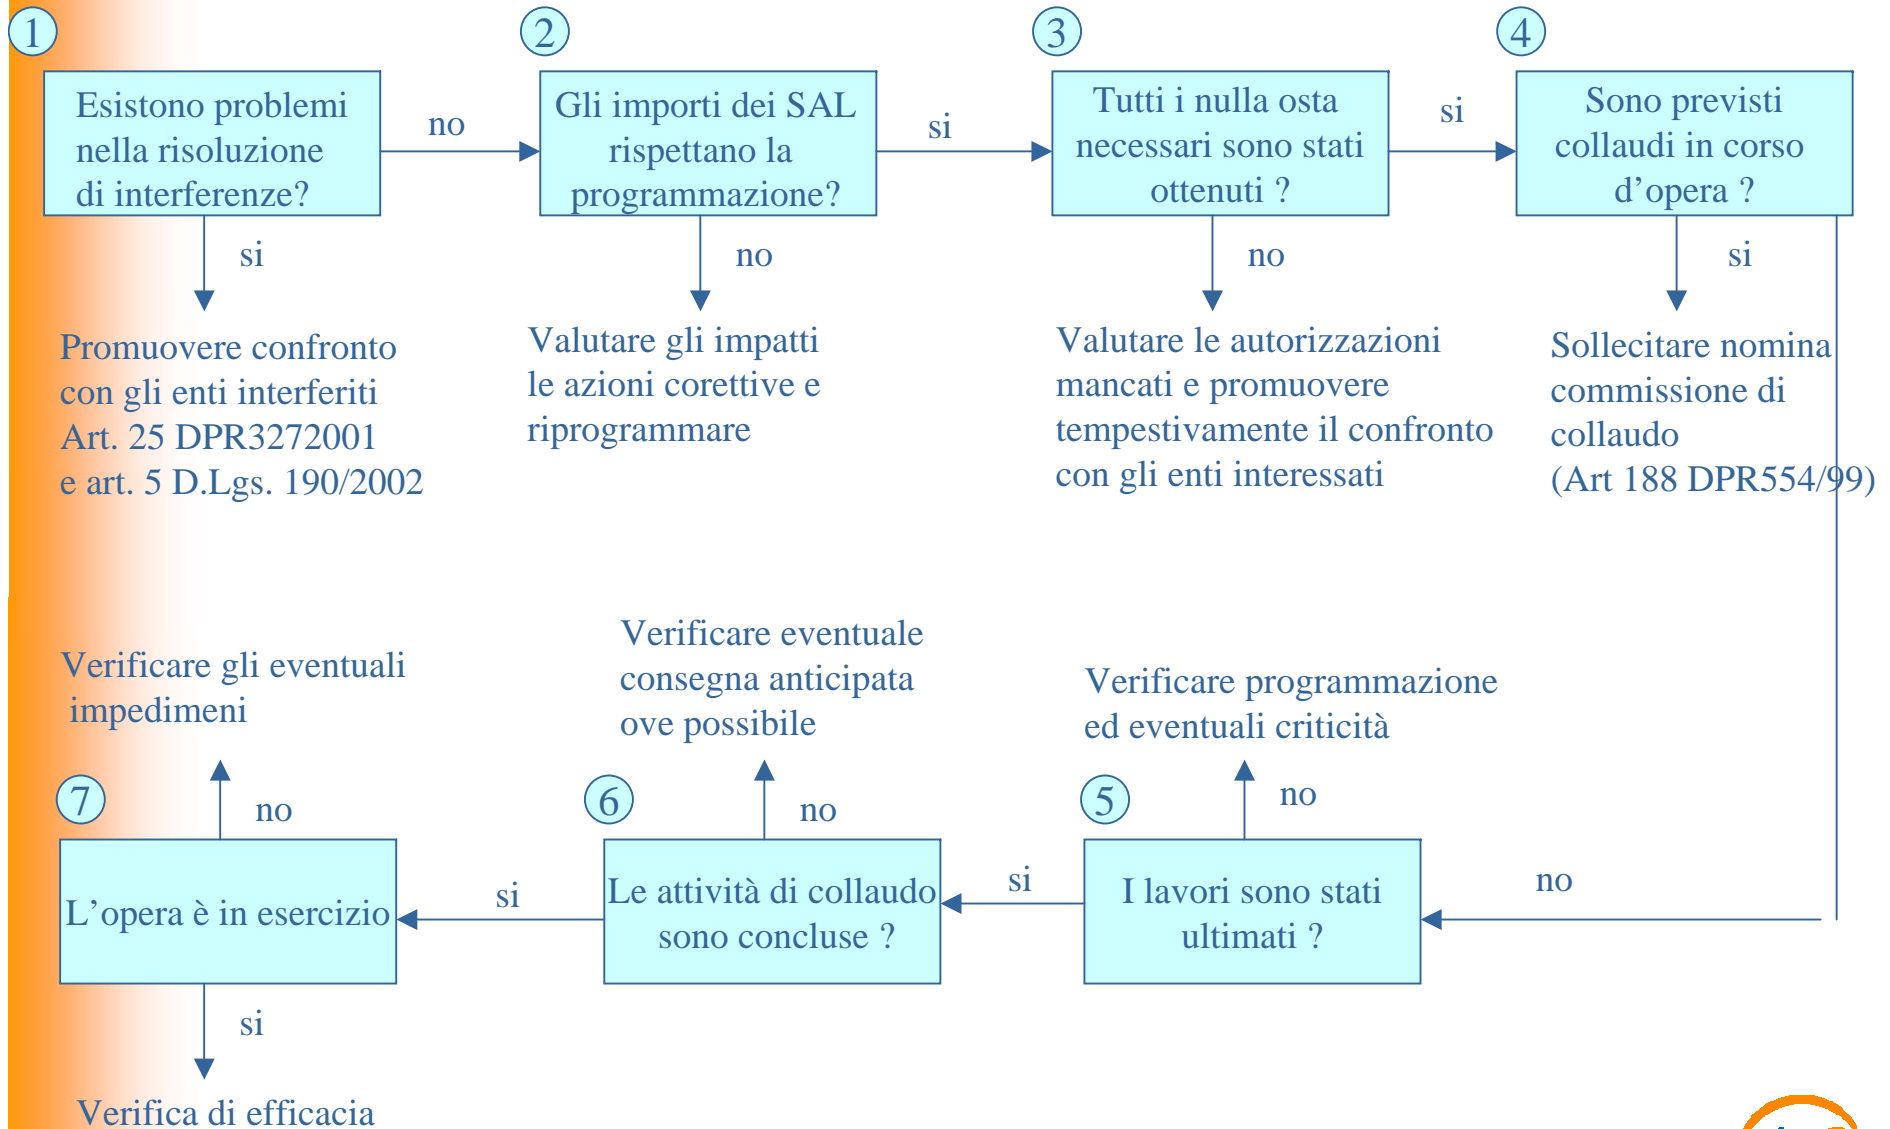 1
Esistono problemi
nella risoluzione
di interferenze?
no
si
Promuovere confronto
con gli enti interferiti
Art. 25 DPR3272001
e art. 5 D.Lgs. 190/2002
2
Gli importi dei SAL
rispettano la
programmazione?
si
no
Valutare gli impatti
le azioni corettive e
riprogrammare
3
Tutti i nulla osta
necessari sono stati
ottenuti ?
si
no
Valutare le autorizzazioni
mancati e promuovere
tempestivamente il confronto
con gli enti interessati
4
Sono previsti
collaudi in corso
d’opera ?
si
Sollecitare nomina
commissione di
collaudo
(Art 188 DPR554/99)
no
5
I lavori sono stati
ultimati ?
no
Verificare programmazione
ed eventuali criticità
si
6
Le attività di collaudo
sono concluse ?
no
Verificare eventuale
consegna anticipata
ove possibile
si
7
L’opera è in esercizio
no
Verificare gli eventuali
impedimeni
si
Verifica di efficacia